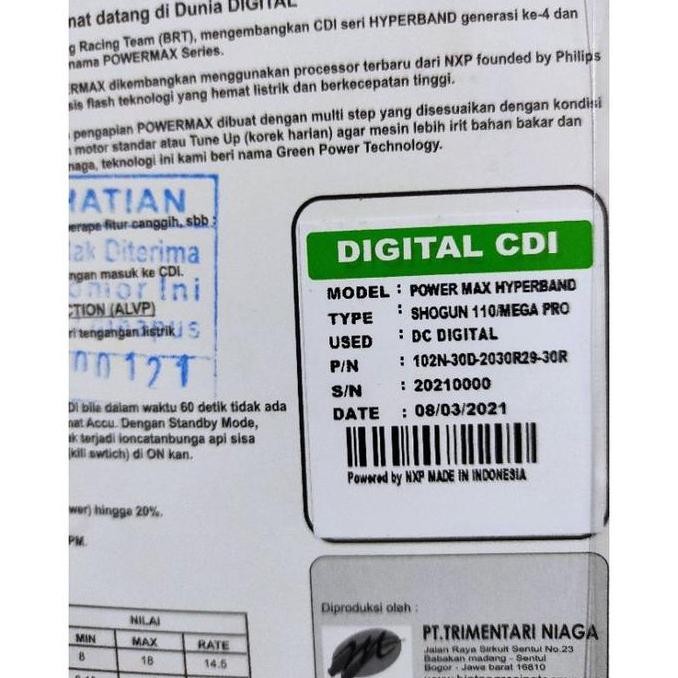 mat datang di Dunia DIGITAL
g Racing Team (BRT), mengembangkan CDI seri HYPERBAND generasi ke-4 dan
nama POWERMAX Series.
ERMAX dikembangkan menggunakan processor terbaru dari NXP founded by Philips
sis flash teknologi yang hemat listrik dan berkecepatan tinggi.
pengapian POWERMAX dibuat dengan multi step yang disesuaikan dengan kondisi
motor standar atau Tune Up (korek harian) agar mesin lebih irit bahan bakar dan
naga, teknologi ini kami beri nama Green Power Technology.
HATIAN
erapa fitur canggih, sbb :
ak Diterima
ngan masuk ke CDI.
omor Ini
CTION (ALVP)
ri tegangan listrik
pus
00121
DI bila dalam waktu 60 detik tidak ada
nat Accu. Dengan Standby Mode,
k terjadi loncatanbunga api sisa
(kill swtich) di ON kan.
wer) hingga 20%.
PM.
DIGITAL CDI
MODEL : POWER MAX HYPERBAND
TYPE : SHOGUN 110/MEGA PRO
USED : DC DIGITAL
P/N : 102N-30D-2030R29-30R
S/N : 20210000
DATE : 08/03/2021
Powered by NXP MADE IN INDONESIA
NILAI
MIN MAX RATE
8 18 14.5
Diproduksi oleh :
PT.TRIMENTARI NIAGA
Jalan Raya Sirkuit Sentul No.23
Babakan madang - Sentul
Bogor - Jawa barat 16810